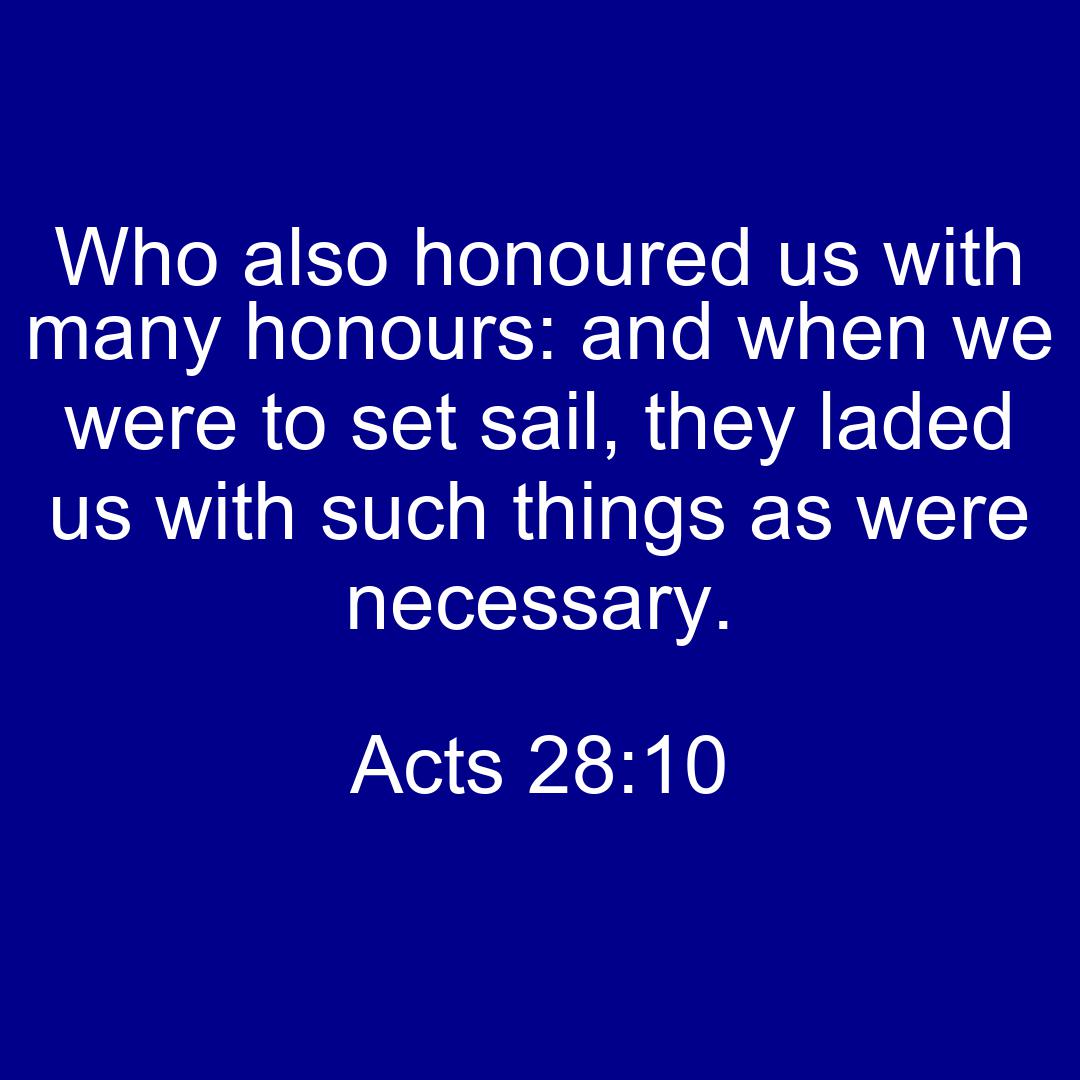 Who also honoured us with
many honours: and when we
were to set sail, they laded
us with such things as were
necessary.
Acts 28:10